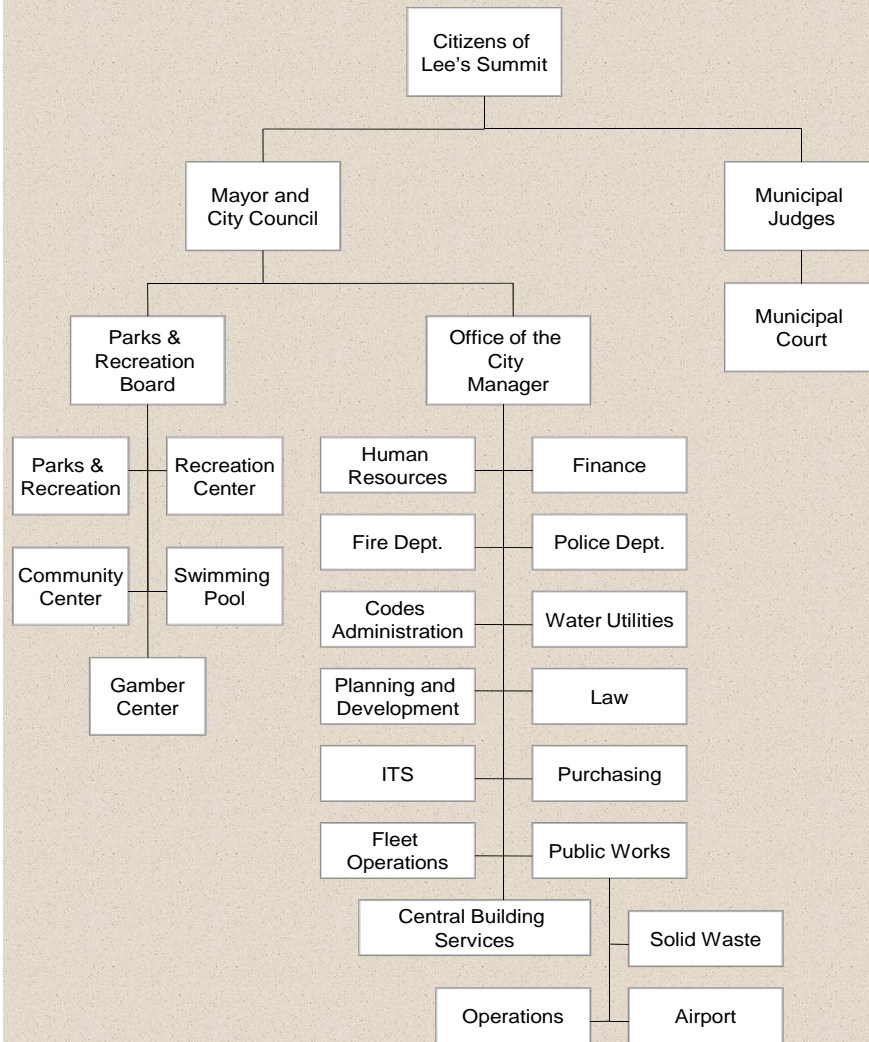 Citizens of
Lee's Summit
Mayor and
City Council
Municipal
Judges
Municipal
Court
Parks &
Recreation
Board
Office of the
City
Manager
Parks &
Recreation
Recreation
Center
Community
Center
Swimming
Pool
Gamber
Center
Human
Resources
Finance
Fire Dept.
Police Dept.
Codes
Administration
Water Utilities
Planning and
Development
Law
ITS
Purchasing
Fleet
Operations
Public Works
Central Building
Services
Solid Waste
Operations
Airport